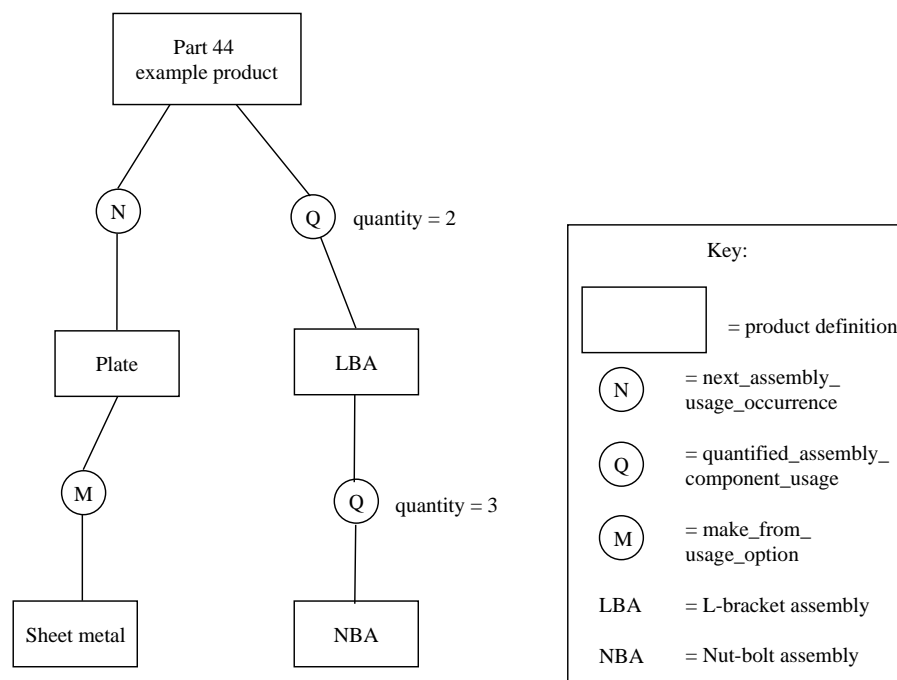 Part 44
example product
N
Q
quantity = 2
Plate
LBA
M
Q
quantity = 3
Sheet metal
NBA
Key:
= product definition
N
= next_assembly_
usage_occurrence
Q
= quantified_assembly_
component_usage
M
= make_from_
usage_option
LBA = L-bracket assembly
NBA = Nut-bolt assembly